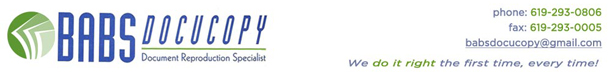 BABS DOCUCOPY
Document Reproduction Specialist
phone: 619-293-0806
fax: 619-293-0005
babsdocucopy@gmail.com
We do it right the first time, every time!